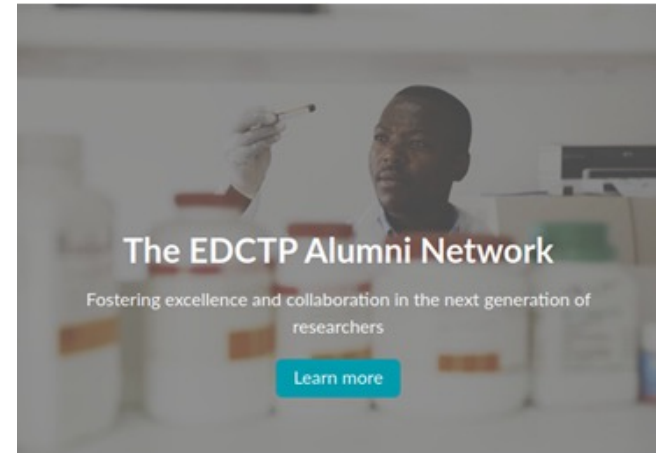 The EDCTP Alumni Network
Fostering excellence and collaboration in the next generation of
researchers
Learn more